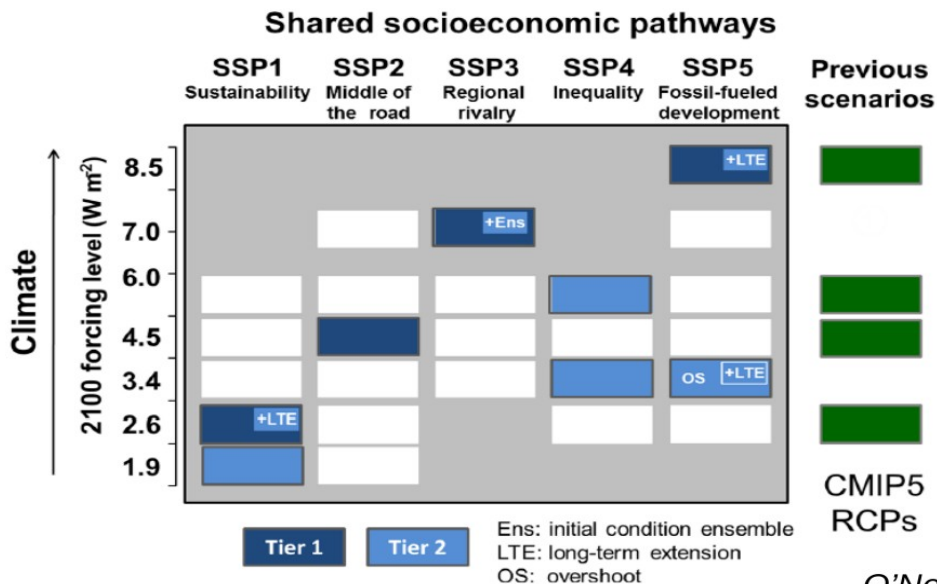 Shared socioeconomic pathways
SSP1 SSP2 SSP3 SSP4 SSP5
Sustainability Middle of the road Regional rivalry Inequality Fossil-fueled development
Previous scenarios
Climate
2100 forcing level (W m²)
8.5 +LTE
7.0 +Ens
6.0
4.5
3.4 OS +LTE
2.6 +LTE
1.9
CMIP5
RCPs
Tier 1 Tier 2
Ens: initial condition ensemble
LTE: long-term extension
OS: overshoot